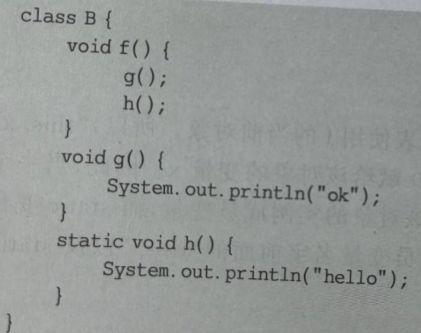 class B {
    void f() {
        g();
        h();
    }
    void g() {
        System.out.println("ok");
    }
    static void h() {
        System.out.println("hello");
    }
}